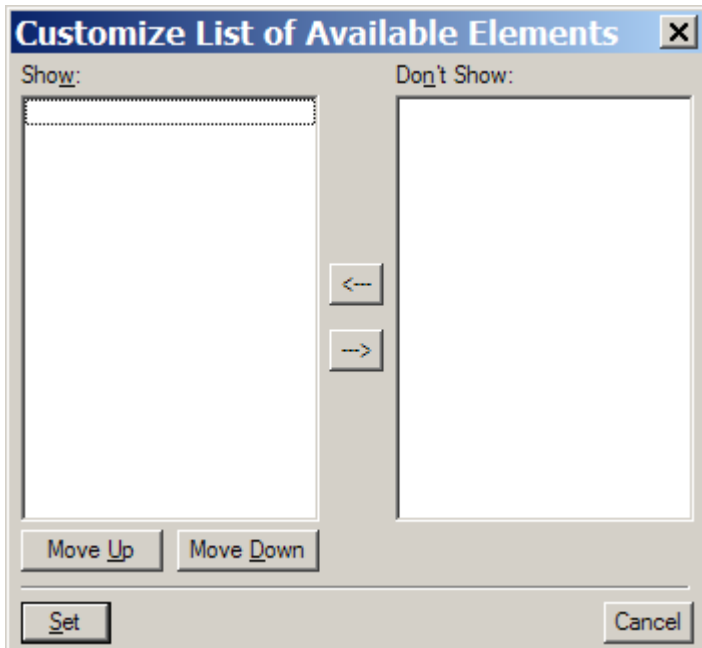 Customize List of Available Elements
Show:
Don't Show:
<---
--->
Move Up
Move Down
Set
Cancel